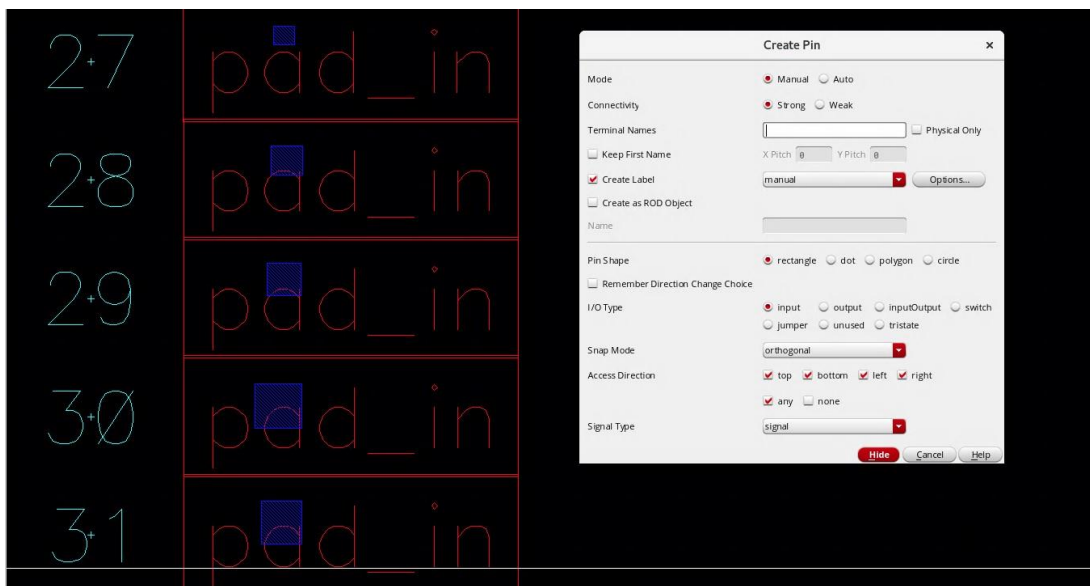 27 pad_in
28 pad_in
29 pad_in
30 pad_in
31 pad_in
Create Pin
Mode Manual Auto
Connectivity Strong Weak
Terminal Names Physical Only
Keep First Name X Pitch 0 Y Pitch 0
Create Label manual Options...
Create as ROD Object
Name
Pin Shape rectangle dot polygon circle
Remember Direction Change Choice
I/O Type input output inputOutput switch
jumper unused tristate
Snap Mode orthogonal
Access Direction top bottom left right
any none
Signal Type signal
Hide Cancel Help